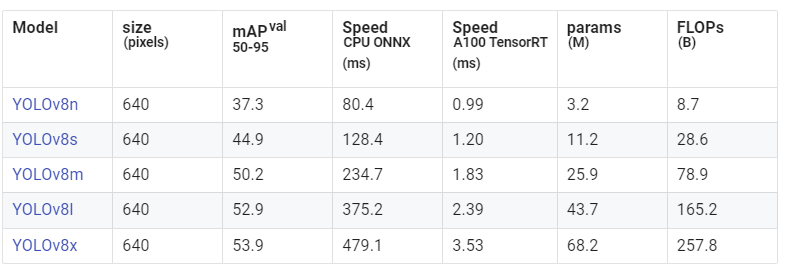 Model size (pixels) mAP val 50-95 Speed CPU ONNX (ms) Speed A100 TensorRT (ms) params (M) FLOPs (B)
YOLOv8n 640 37.3 80.4 0.99 3.2 8.7
YOLOv8s 640 44.9 128.4 1.20 11.2 28.6
YOLOv8m 640 50.2 234.7 1.83 25.9 78.9
YOLOv8l 640 52.9 375.2 2.39 43.7 165.2
YOLOv8x 640 53.9 479.1 3.53 68.2 257.8